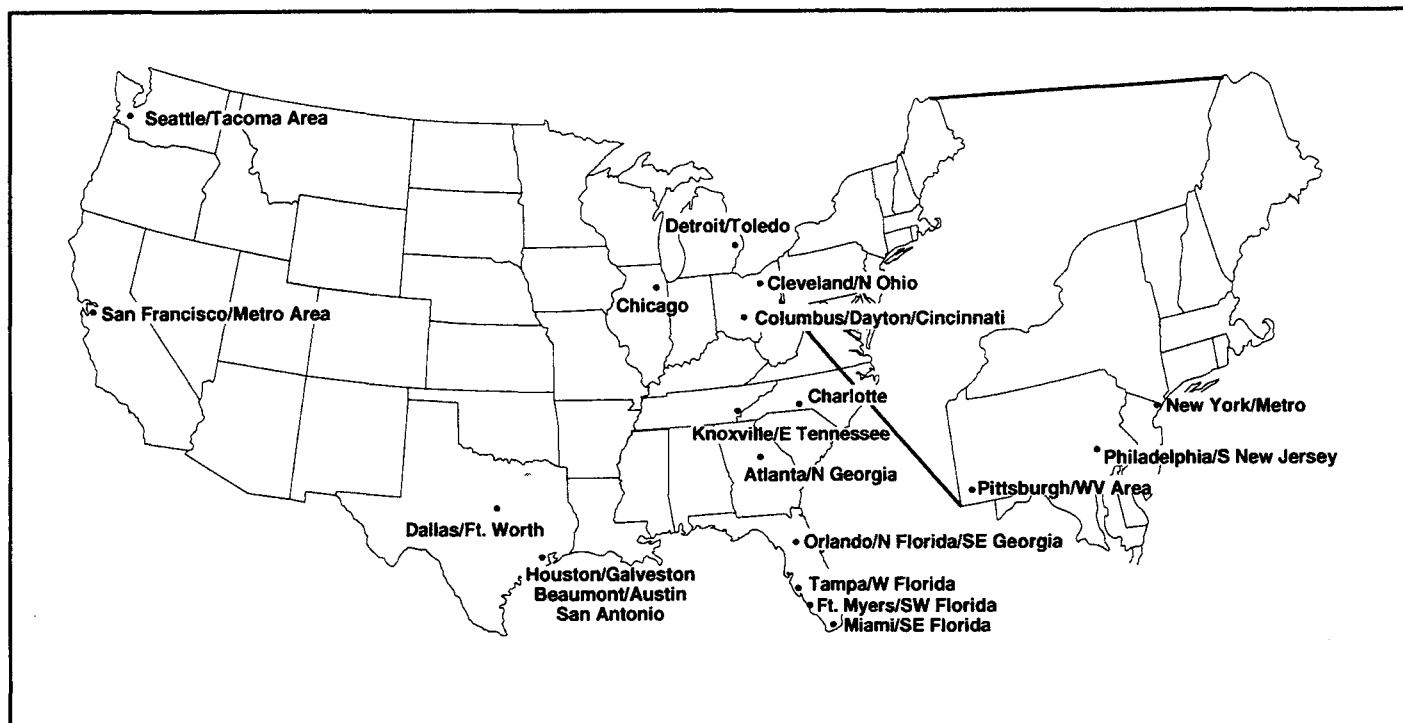 Seattle/Tacoma Area
Detroit/Toledo
Cleveland/N Ohio
Chicago
San Francisco/Metro Area
Columbus/Dayton/Cincinnati
Charlotte
New York/Metro
Knoxville/E Tennessee
Philadelphia/S New Jersey
Atlanta/N Georgia
Pittsburgh/WV Area
Dallas/Ft. Worth
Orlando/N Florida/SE Georgia
Houston/Galveston
Beaumont/Austin
San Antonio
Tampa/W Florida
Ft. Myers/SW Florida
Miami/SE Florida